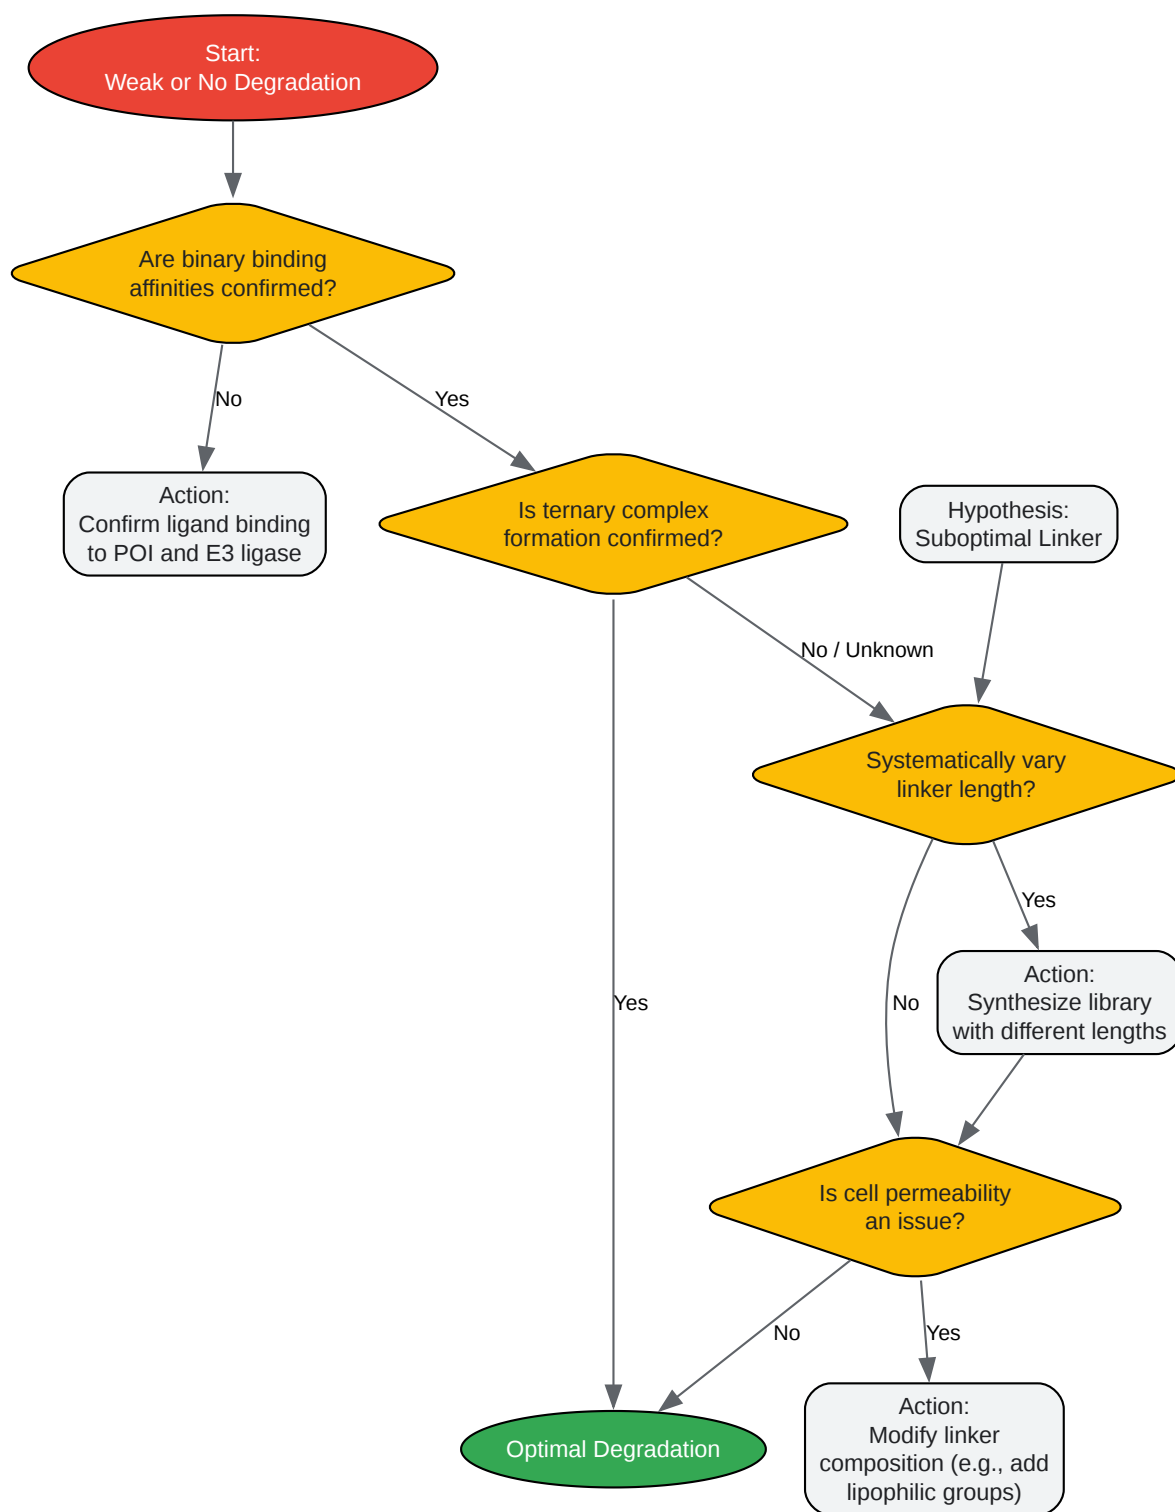 Start:
Weak or No Degradation
Are binary binding
affinities confirmed?
No
Yes
Action:
Confirm ligand binding
to POI and E3 ligase
Is ternary complex
formation confirmed?
Hypothesis:
Suboptimal Linker
No / Unknown
Systematically vary
linker length?
Yes
Action:
Synthesize library
with different lengths
Yes
No
Is cell permeability
an issue?
No
Yes
Optimal Degradation
Action:
Modify linker
composition (e.g., add
lipophilic groups)